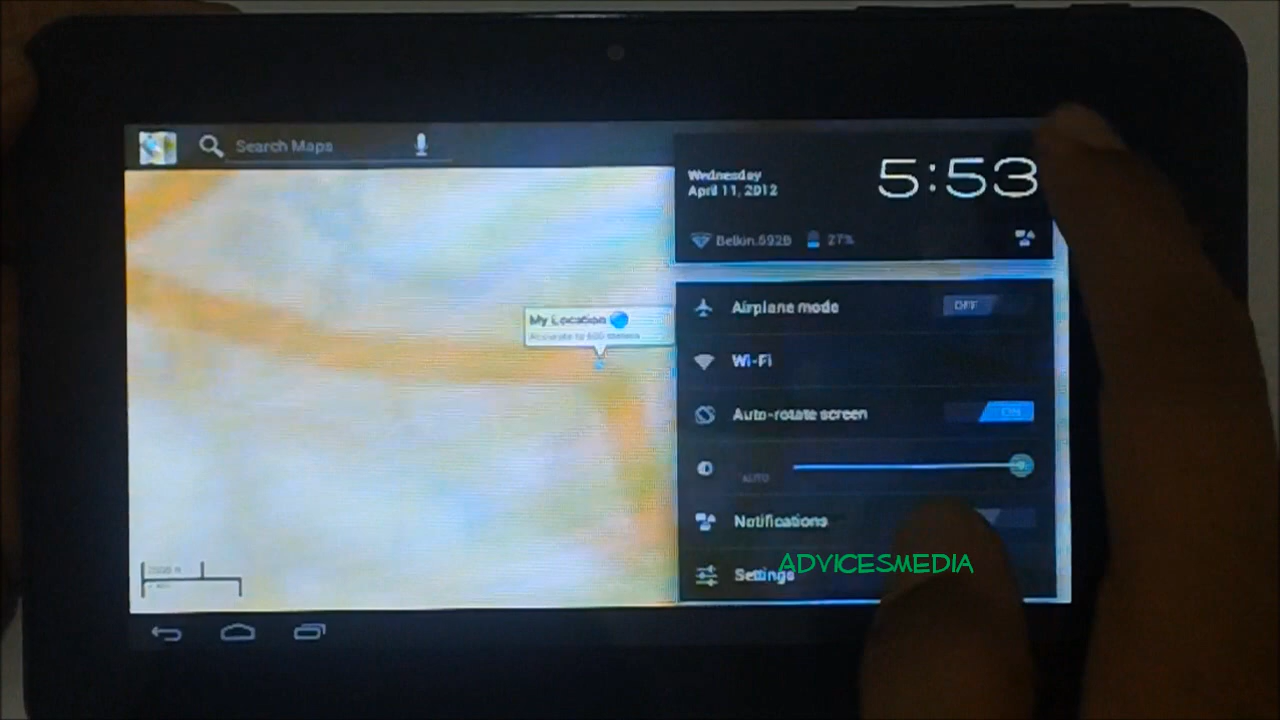 Search Maps
Wednesday
April 11, 2012
5:53
Belkin.592B
27%
My Location
Airplane mode
OFF
Wi-Fi
Auto-rotate screen
ON
AUTO
Notifications
ADVICESMEDIA
Settings